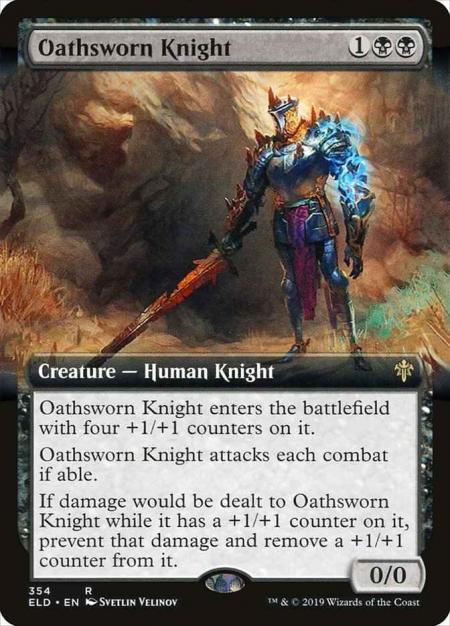 Oathsworn Knight 1
Creature — Human Knight
Oathsworn Knight enters the battlefield
with four +1/+1 counters on it.
Oathsworn Knight attacks each combat
if able.
If damage would be dealt to Oathsworn
Knight while it has a +1/+1 counter on it,
prevent that damage and remove a +1/+1
counter from it.
0/0
354 R
ELD • EN Svetlin Velinov
™ & © 2019 Wizards of the Coast